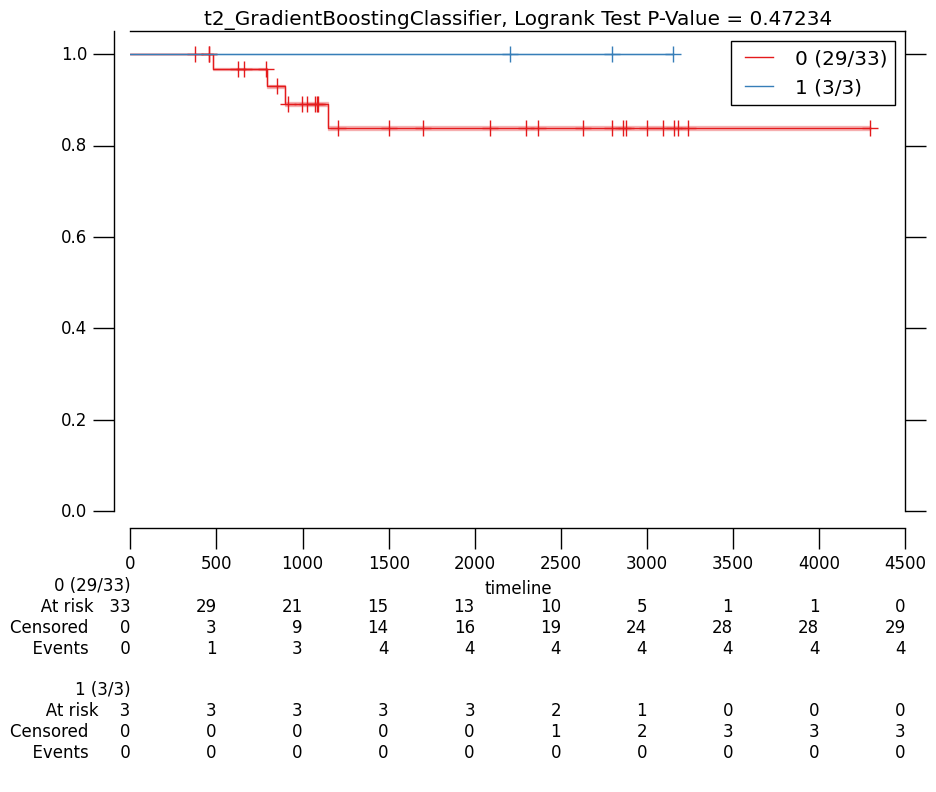 t2_GradientBoostingClassifier, Logrank Test P-Value = 0.47234
0 (29/33)
1 (3/3)
1.0
0.8
0.6
0.4
0.2
0.0
0 500 1000 1500 2000 2500 3000 3500 4000 4500
timeline
0 (29/33)
At risk 33 29 21 15 13 10 5 1 1 0
Censored 0 3 9 14 16 19 24 28 28 29
Events 0 1 3 4 4 4 4 4 4 4
1 (3/3)
At risk 3 3 3 3 3 2 1 0 0 0
Censored 0 0 0 0 0 1 2 3 3 3
Events 0 0 0 0 0 0 0 0 0 0